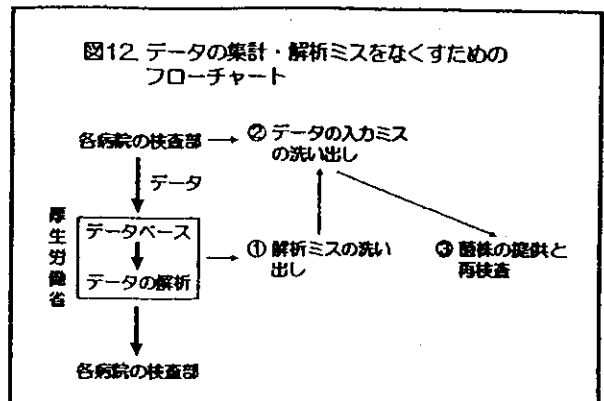 図12 データの集計・解析ミスをなくすための
フローチャート
各病院の検査部
② データの入力ミス
の洗い出し
データ
厚生労働省
データベース
データの解析
① 解析ミスの洗い
出し
③ 菌株の提供と
再検査
各病院の検査部